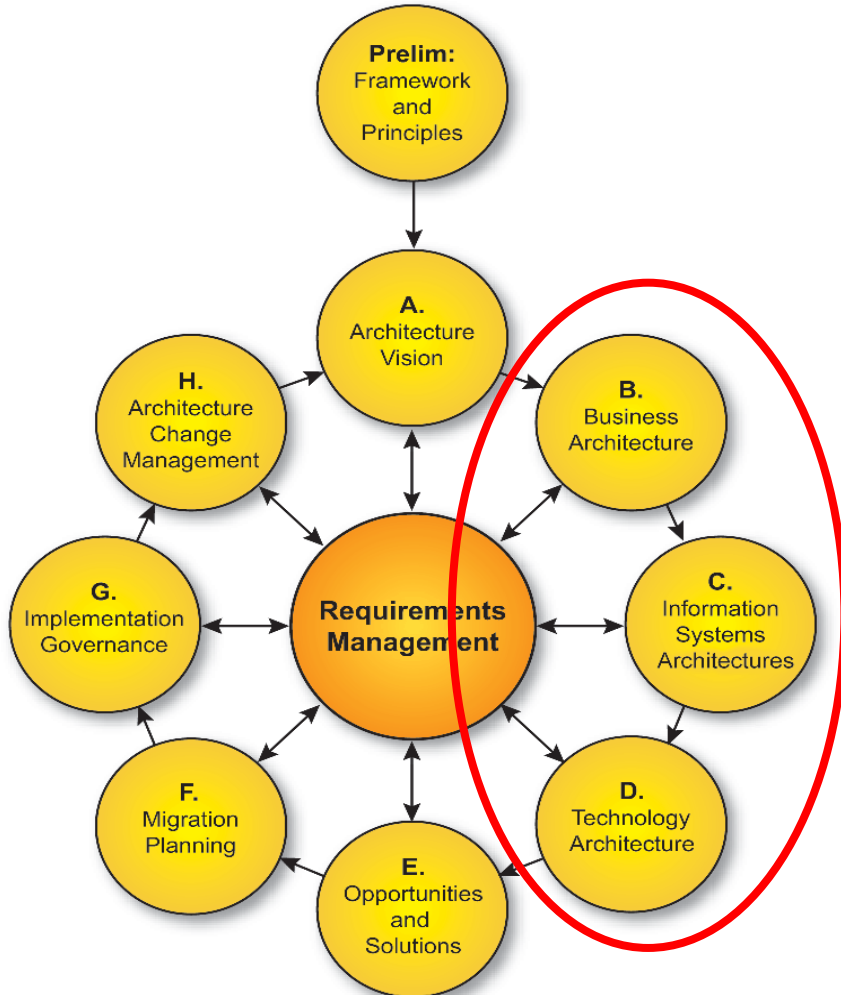 Prelim:
Framework
and
Principles
A.
Architecture
Vision
B.
Business
Architecture
C.
Information
Systems
Architectures
D.
Technology
Architecture
E.
Opportunities
and
Solutions
F.
Migration
Planning
G.
Implementation
Governance
H.
Architecture
Change
Management
Requirements
Management